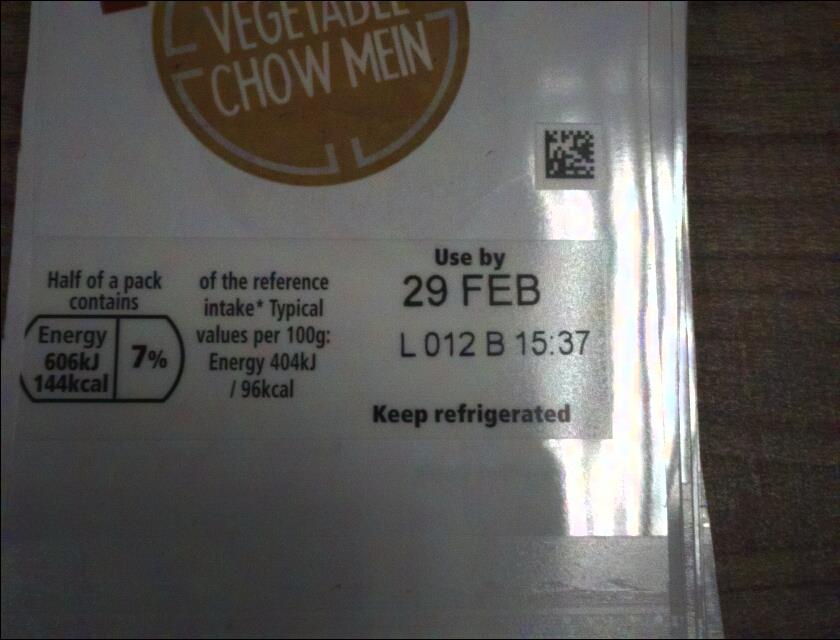 VEGETABLE
CHOW MEIN
Half of a pack
contains
Energy
606kJ
144kcal
7%
of the reference
intake* Typical
values per 100g:
Energy 404kJ
/ 96kcal
Use by
29 FEB
L 012 B 15:37
Keep refrigerated